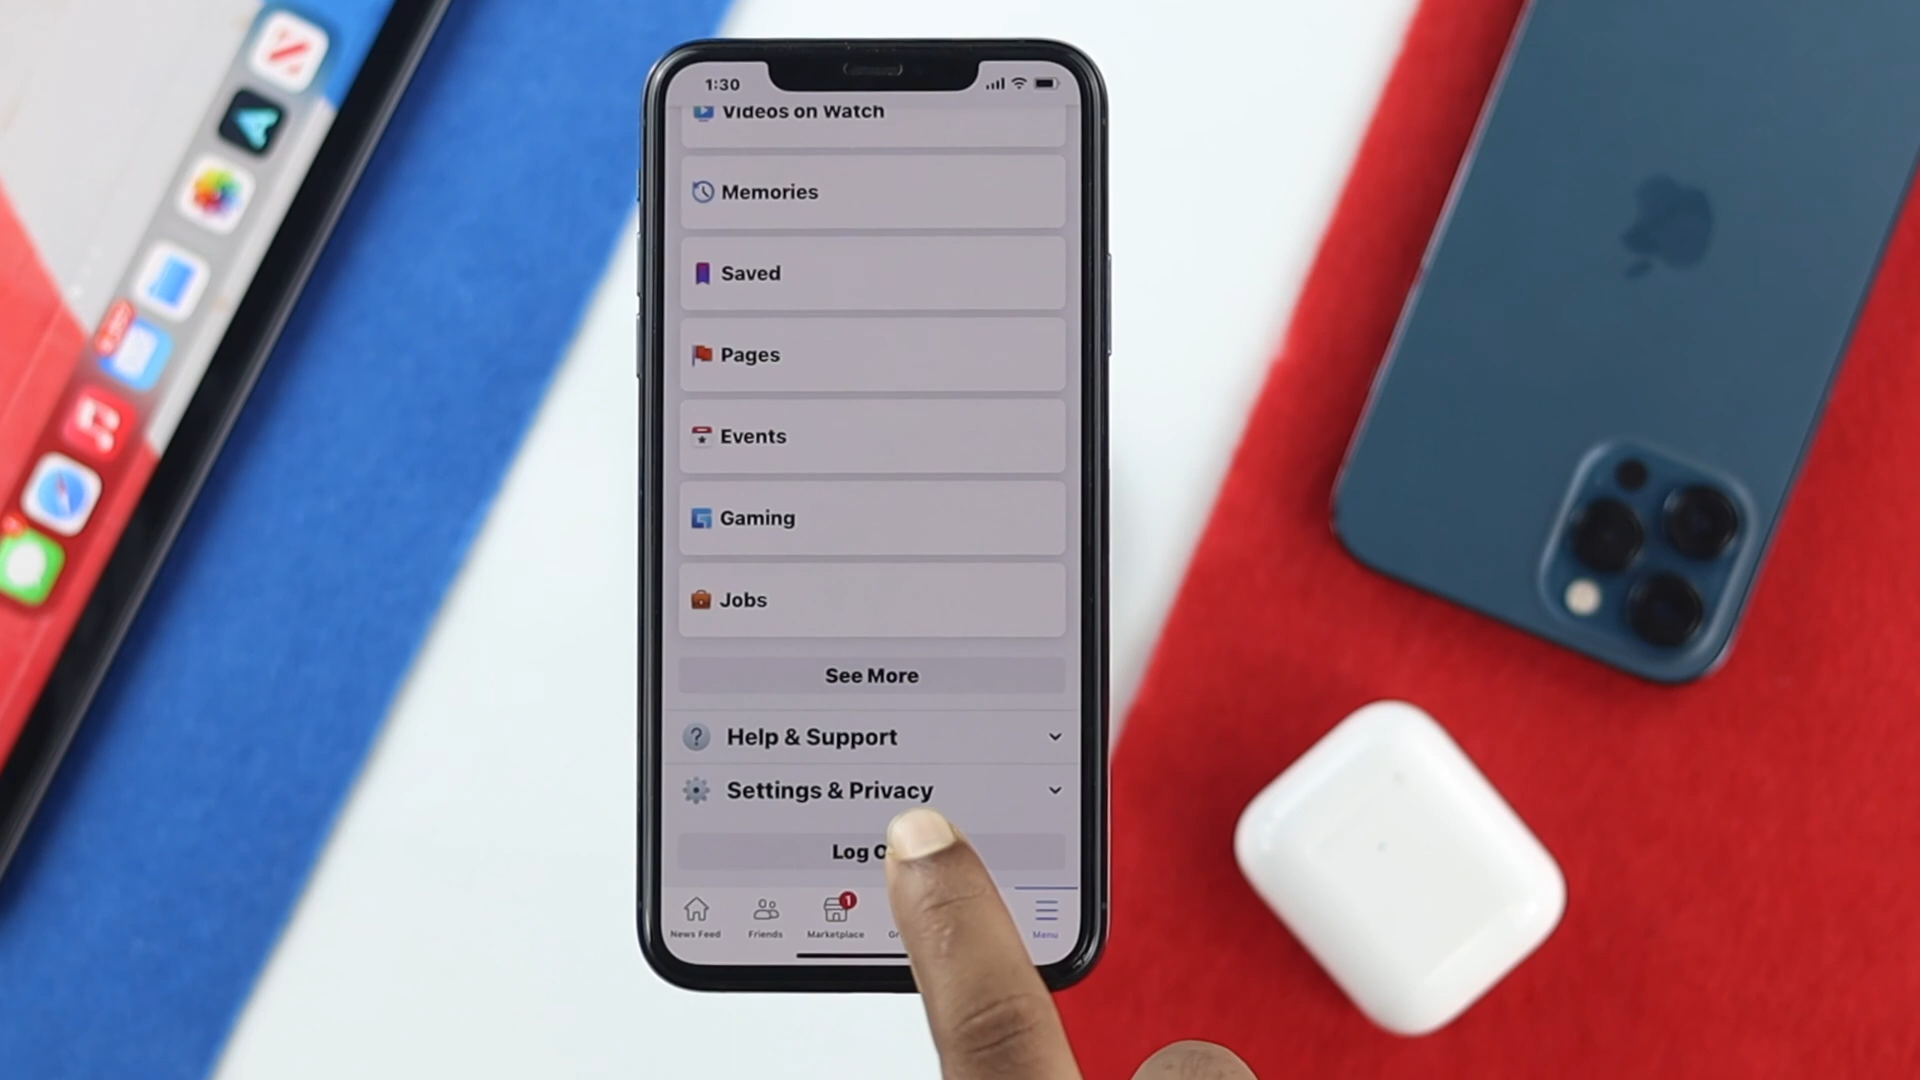 1:30
Videos on Watch
Memories
Saved
Pages
Events
Gaming
Jobs
See More
Help & Support
Settings & Privacy
Log O
1
News Feed
Friends
Marketplace
Gr
Menu